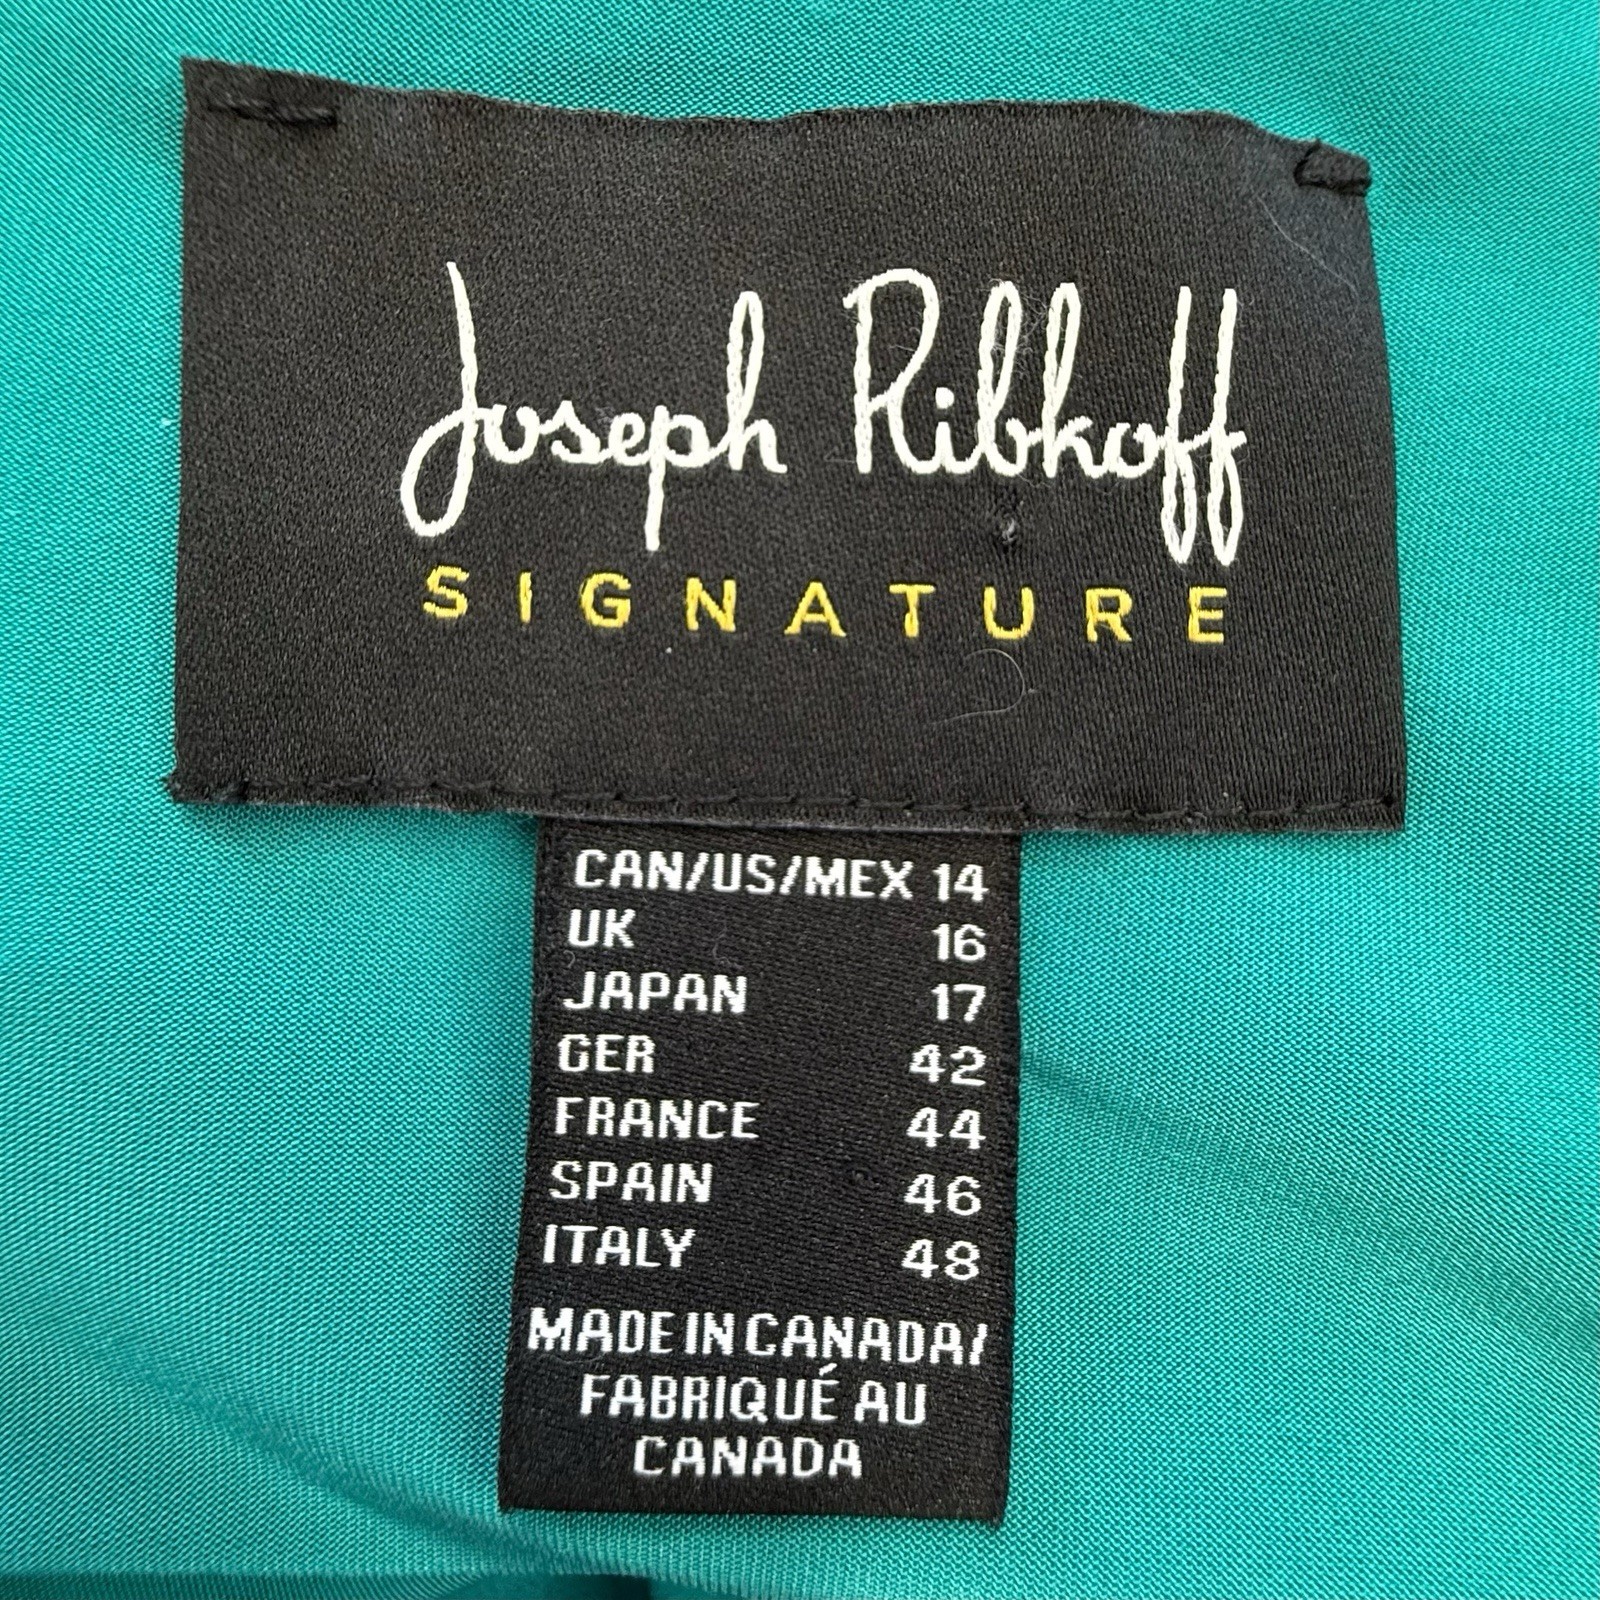 Joseph Ribkoff
SIGNATURE
CAN/US/MEX 14
UK 16
JAPAN 17
GER 42
FRANCE 44
SPAIN 46
ITALY 48
MADE IN CANADA/
FABRIQUÉ AU
CANADA